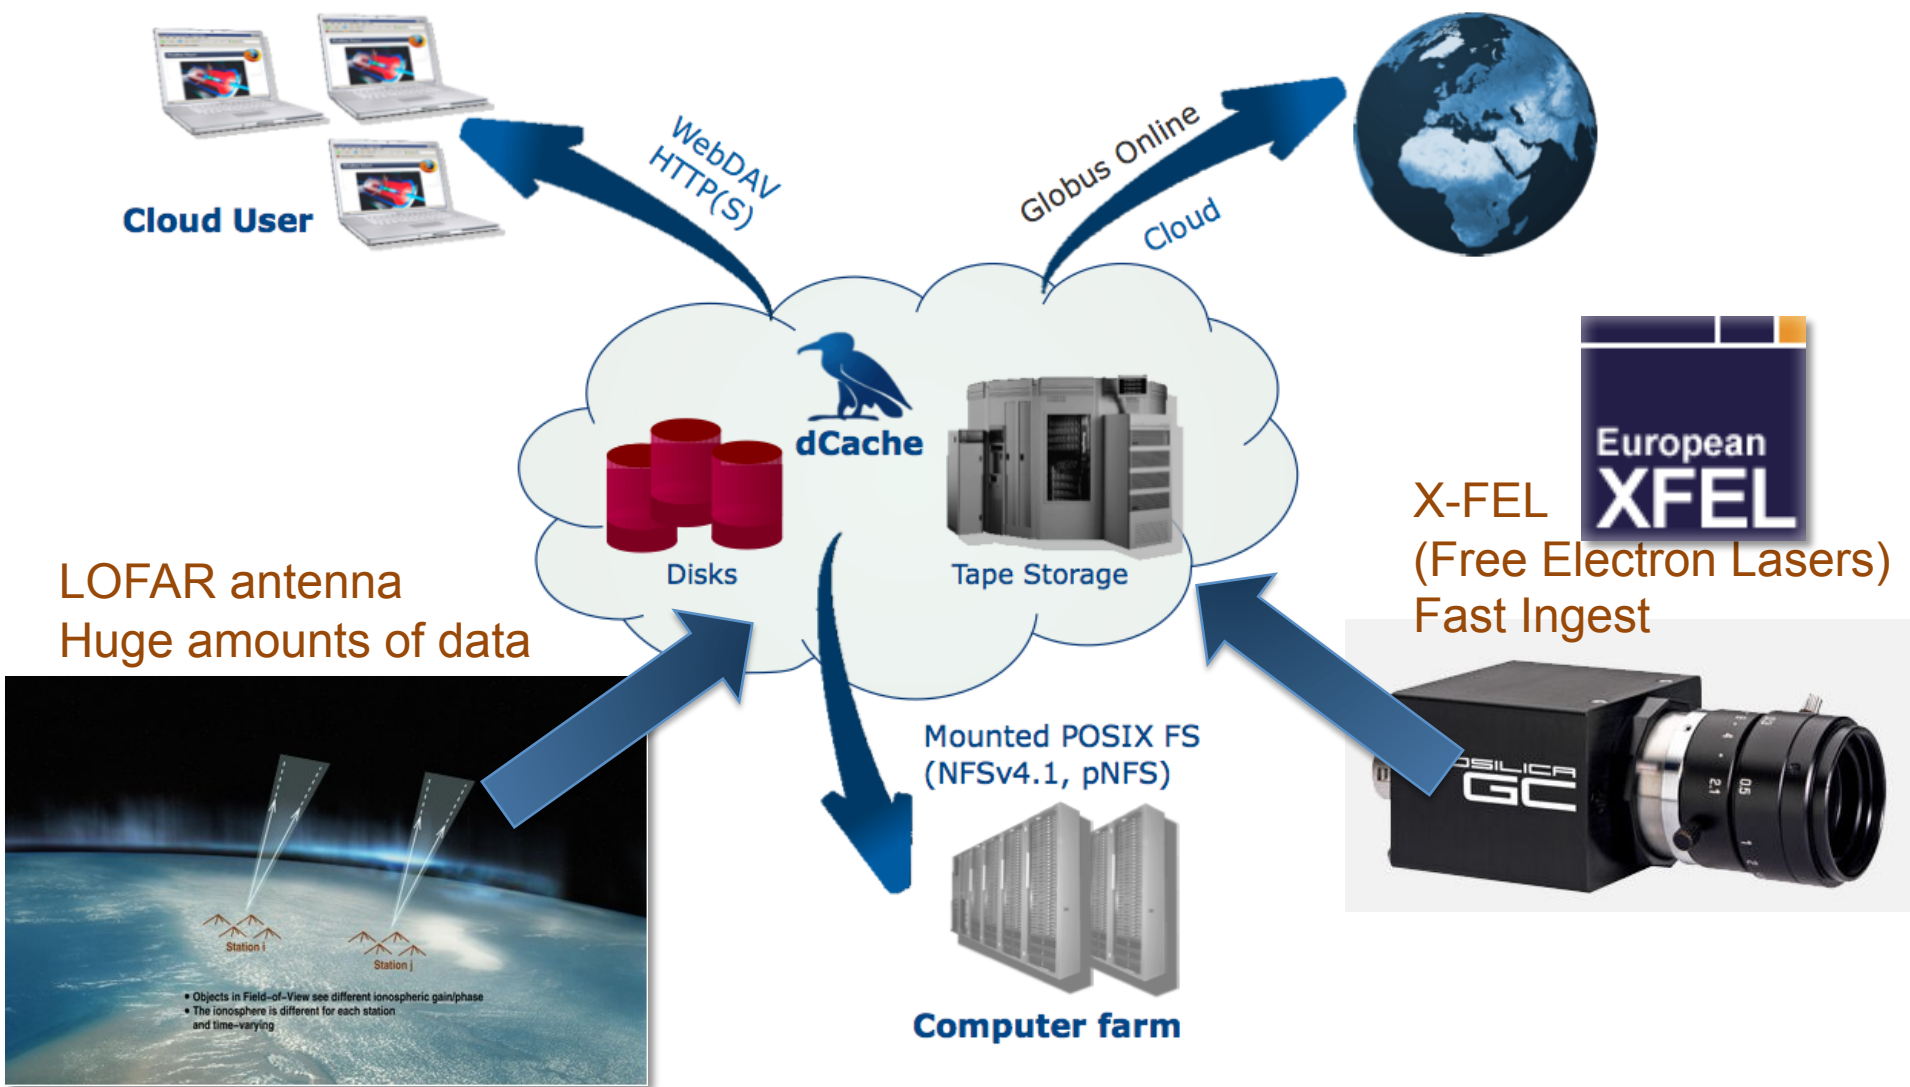 WebDAV
HTTP(S)
Globus Online
Cloud
Cloud User
dCache
European
XFEL
X-FEL
(Free Electron Lasers)
Fast Ingest
Disks
Tape Storage
LOFAR antenna
Huge amounts of data
Mounted POSIX FS
(NFSv4.1, pNFS)
OSILICA
GC
Station i
Station j
• Objects in Field-of-View see different ionospheric gain/phase
• The ionosphere is different for each station
and time-varying
Computer farm